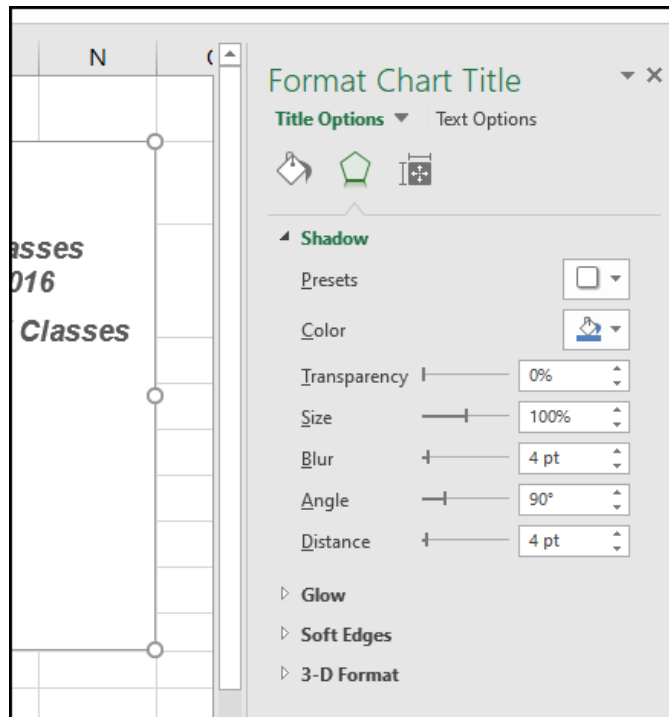 N
Format Chart Title
Title Options Text Options
asses
016
Classes
Shadow
Presets
Color
Transparency 0%
Size 100%
Blur 4 pt
Angle 90°
Distance 4 pt
Glow
Soft Edges
3-D Format